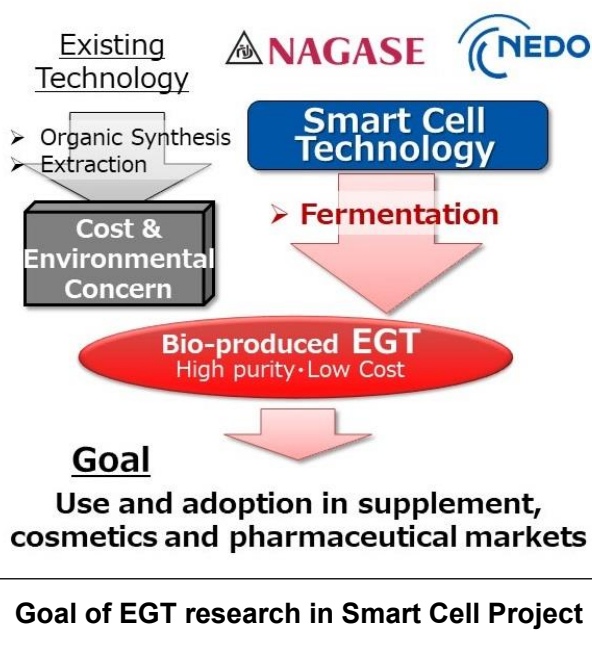 Existing
Technology
NAGASE
NEDO
➢ Organic Synthesis
➢ Extraction
Smart Cell
Technology
Cost &
Environmental
Concern
➢ Fermentation
Bio-produced EGT
High purity・Low Cost
Goal
Use and adoption in supplement,
cosmetics and pharmaceutical markets
Goal of EGT research in Smart Cell Project